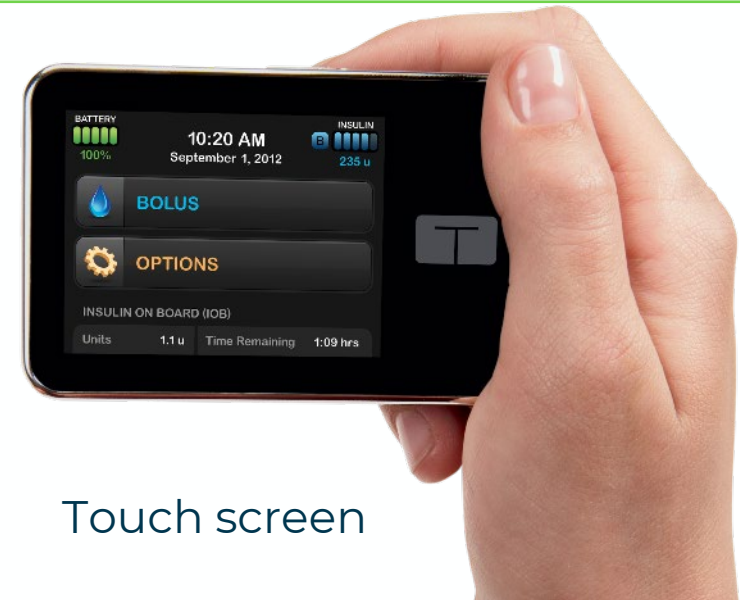 BATTERY
100%
10:20 AM
September 1, 2012
INSULIN
B
235 u
BOLUS
OPTIONS
INSULIN ON BOARD (IOB)
Units 1.1 u Time Remaining 1:09 hrs
T
Touch screen